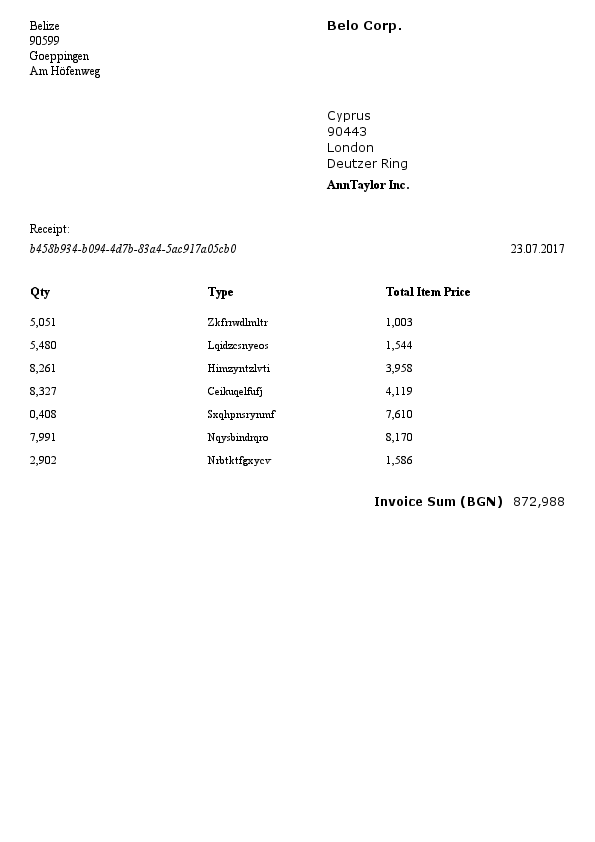 Belize
90599
Goeppingen
Am Höfenweg
Belo Corp.
Cyprus
90443
London
Deutzer Ring
AnnTaylor Inc.
Receipt:
b458b934-b094-4d7b-83a4-5ac917a05cb0 23.07.2017
Qty Type Total Item Price
5,051 Zkfrrwdlmltr 1,003
5,480 Lqidzcsnyeos 1,544
8,261 Himzyntzlvti 3,958
8,327 Ceikuqelfufj 4,119
0,408 Sxqhpnsrynmf 7,610
7,991 Nqysbindrqro 8,170
2,902 Nrbtktfgxycv 1,586
Invoice Sum (BGN) 872,988